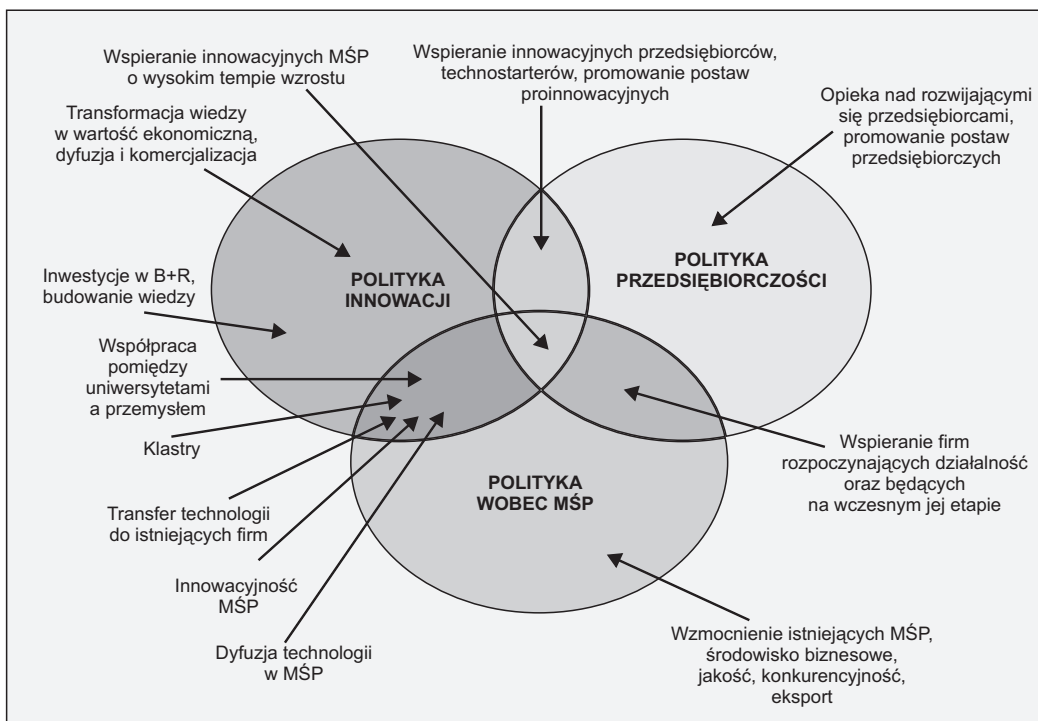 Wspieranie innowacyjnych MŚP
o wysokim tempie wzrostu
Wspieranie innowacyjnych przedsiębiorców,
technostarterów, promowanie postaw
proinnowacyjnych
Opieka nad rozwijającymi
się przedsiębiorcami,
promowanie postaw
przedsiębiorczych
Transformacja wiedzy
w wartość ekonomiczną,
dyfuzja i komercjalizacja
POLITYKA
INNOWACJI
POLITYKA
PRZEDSIĘBIORCZOŚCI
Inwestycje w B+R,
budowanie wiedzy
Współpraca
pomiędzy
uniwersytetami
a przemysłem
Klastry
POLITYKA
WOBEC MŚP
Wspieranie firm
rozpoczynających działalność
oraz będących
na wczesnym jej etapie
Transfer technologii
do istniejących firm
Innowacyjność
MŚP
Dyfuzja technologii
w MŚP
Wzmocnienie istniejących MŚP,
środowisko biznesowe,
jakość, konkurencyjność,
eksport